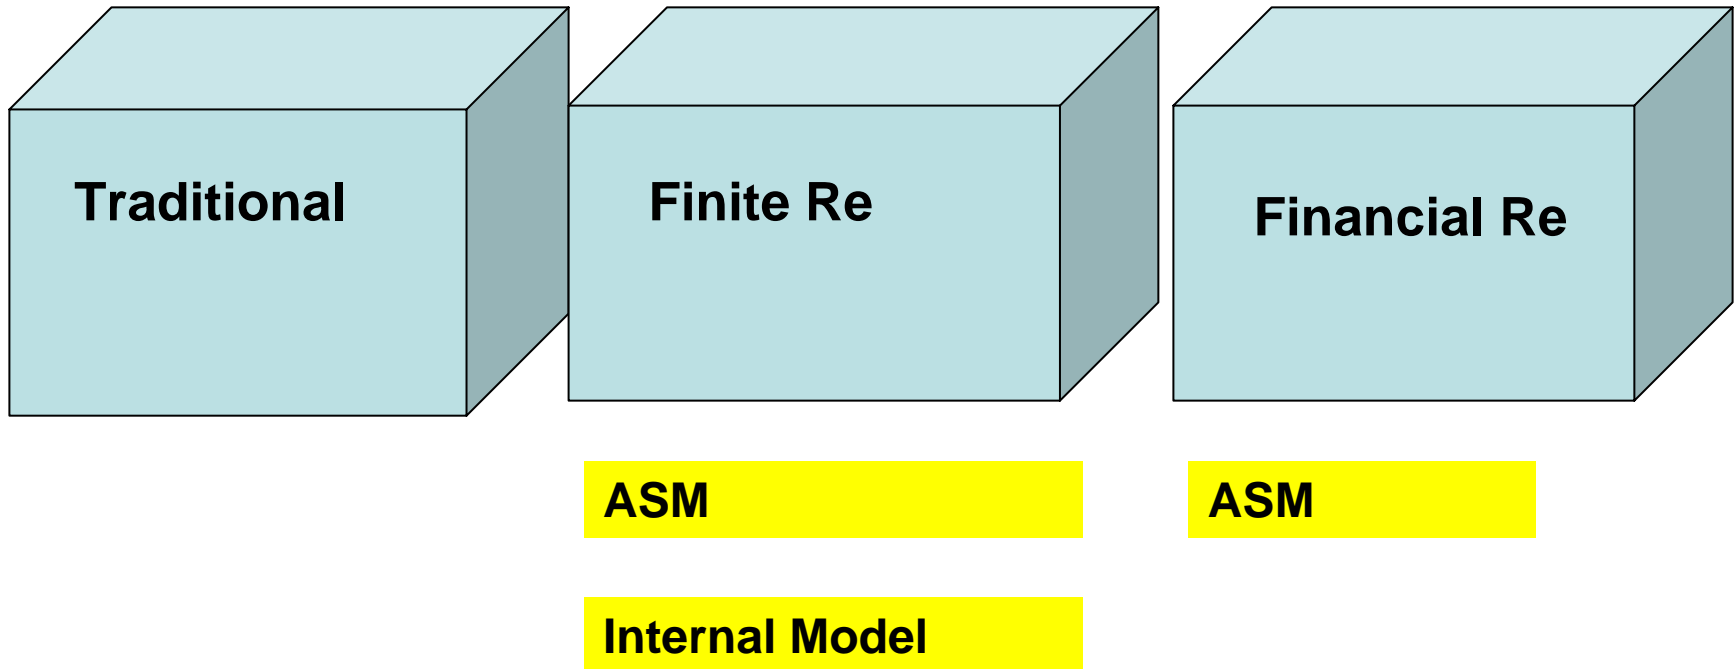 Traditional
Finite Re
Financial Re
ASM
ASM
Internal Model